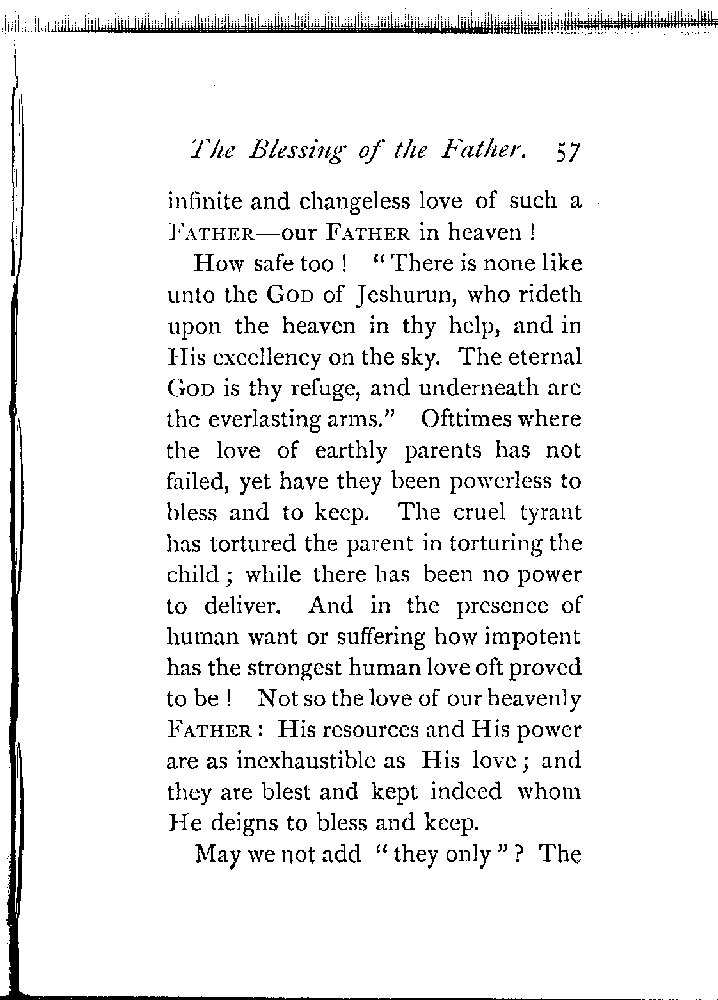 The Blessing of the Father. 57
infinite and changeless love of such a
FATHER—our FATHER in heaven !
How safe too ! “ There is none like
unto the GOD of Jeshurun, who rideth
upon the heaven in thy help, and in
His excellency on the sky. The eternal
GOD is thy refuge, and underneath are
the everlasting arms.” Ofttimes where
the love of earthly parents has not
failed, yet have they been powerless to
bless and to keep. The cruel tyrant
has tortured the parent in torturing the
child ; while there has been no power
to deliver. And in the presence of
human want or suffering how impotent
has the strongest human love oft proved
to be ! Not so the love of our heavenly
FATHER : His resources and His power
are as inexhaustible as His love ; and
they are blest and kept indeed whom
He deigns to bless and keep.
May we not add “ they only ” ? The